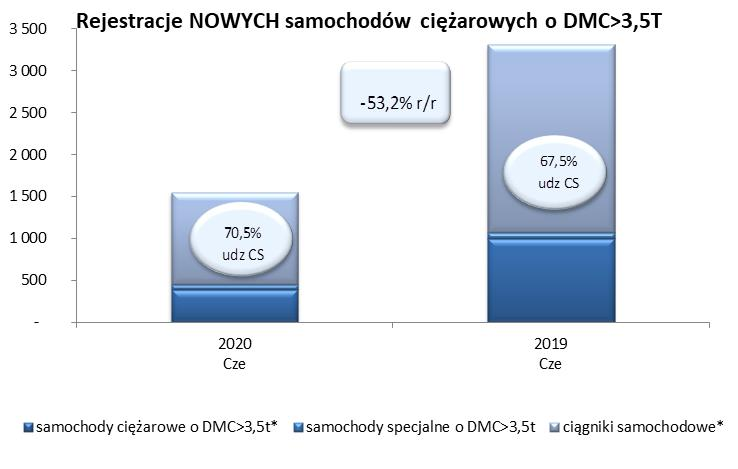 Rejestracje NOWYCH samochodów ciężarowych o DMC>3,5T
3 500
3 000
2 500
2 000
1 500
1 000
500
-
-53,2% r/r
67,5%
udz CS
70,5%
udz CS
2020
Cze
2019
Cze
samochody ciężarowe o DMC>3,5t*
samochody specjalne o DMC>3,5t
ciągniki samochodowe*